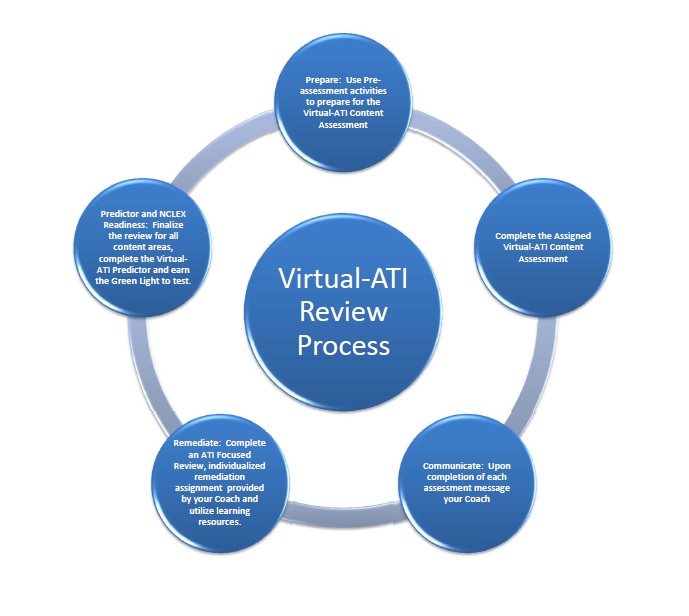 Prepare:  Use Pre-
assessment activities
to prepare for the
Virtual-ATI Content
Assessment
Complete the Assigned
Virtual-ATI Content
Assessment
Communicate:  Upon
completion of each
assessment message
your Coach
Remediate:  Complete
an ATI Focused
Review, individualized
remediation
assignment  provided
by your Coach and
utilize learning
resources.
Predictor and NCLEX
Readiness:  Finalize
the review for all
content areas,
complete the Virtual-
ATI Predictor and earn
the Green Light to test.
Virtual-ATI
Review
Process